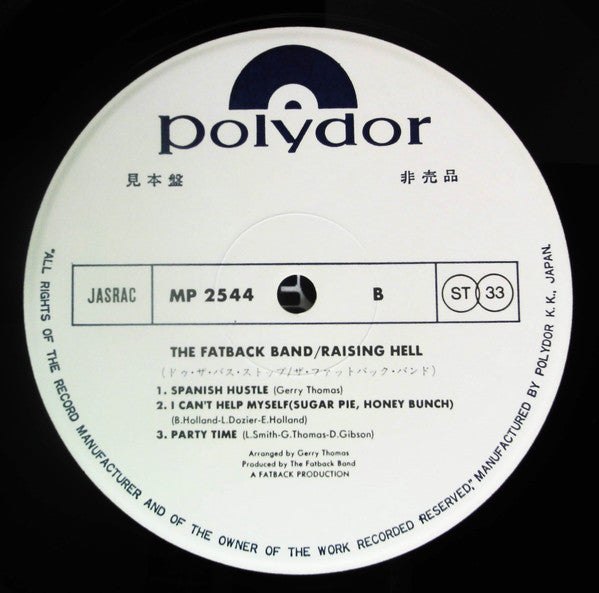 polydor
見本盤 非売品
JASRAC MP 2544 B ST 33
THE FATBACK BAND/RAISING HELL
(ドゥ・ザ・バス・ストップ/ザ・ファットバック・バンド)
1. SPANISH HUSTLE (Gerry Thomas)
2. I CAN'T HELP MYSELF(SUGAR PIE, HONEY BUNCH)
(B.Holland-L.Dozier-E.Holland)
3. PARTY TIME (L.Smith-G.Thomas-D.Gibson)
Arranged by Gerry Thomas
Produced by The Fatback Band
A FATBACK PRODUCTION
"ALL RIGHTS OF THE RECORD MANUFACTURER AND OF THE OWNER OF THE WORK RECORDED RESERVED," MANUFACTURED BY POLYDOR K. K., JAPAN.